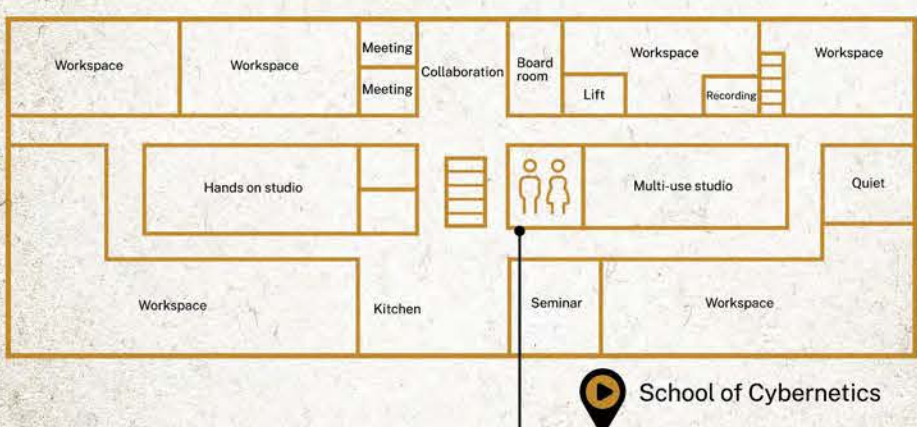 Workspace
Workspace
Meeting
Meeting
Collaboration
Board
room
Lift
Workspace
Recording
Workspace
Hands on studio
Multi-use studio
Quiet
Workspace
Kitchen
Seminar
Workspace
School of Cybernetics